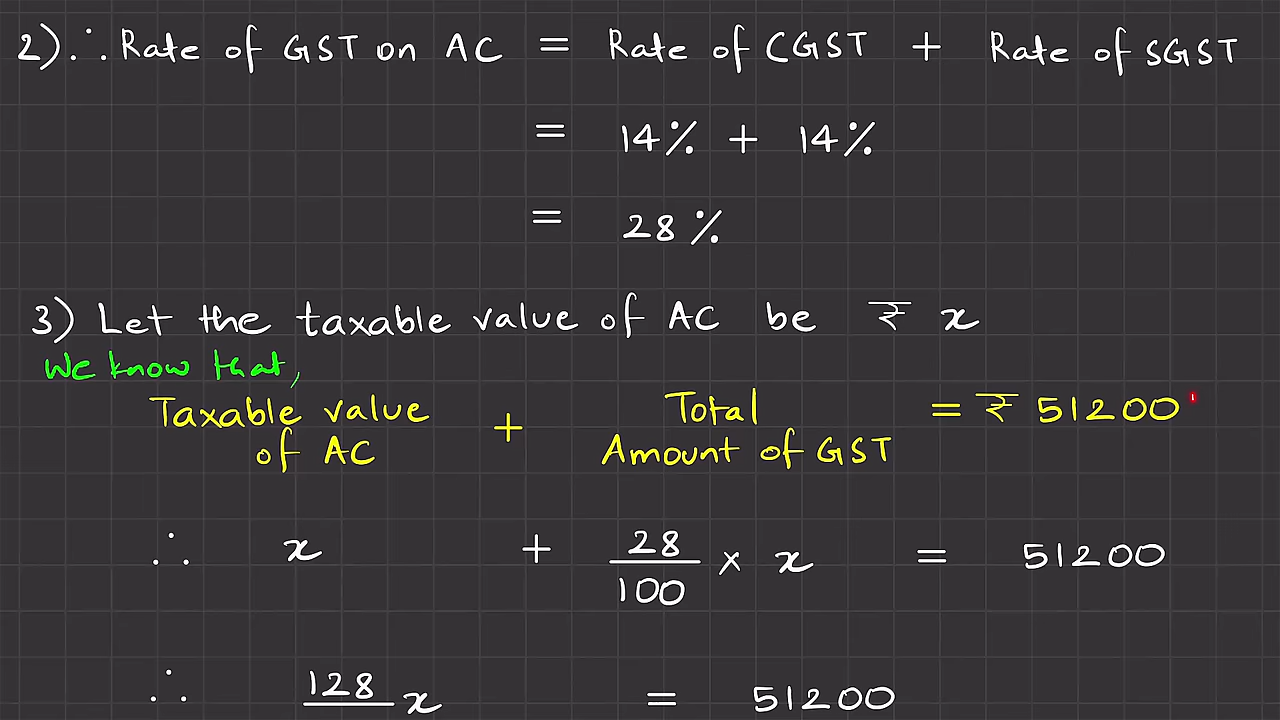 2) ∴ Rate of GST on AC = Rate of CGST + Rate of SGST
= 14% + 14%
= 28%
3) Let the taxable value of AC be ₹ x
We know that,
Taxable value of AC + Total Amount of GST = ₹ 51200
∴ x + 28/100 × x = 51200
∴ 128/ x = 51200